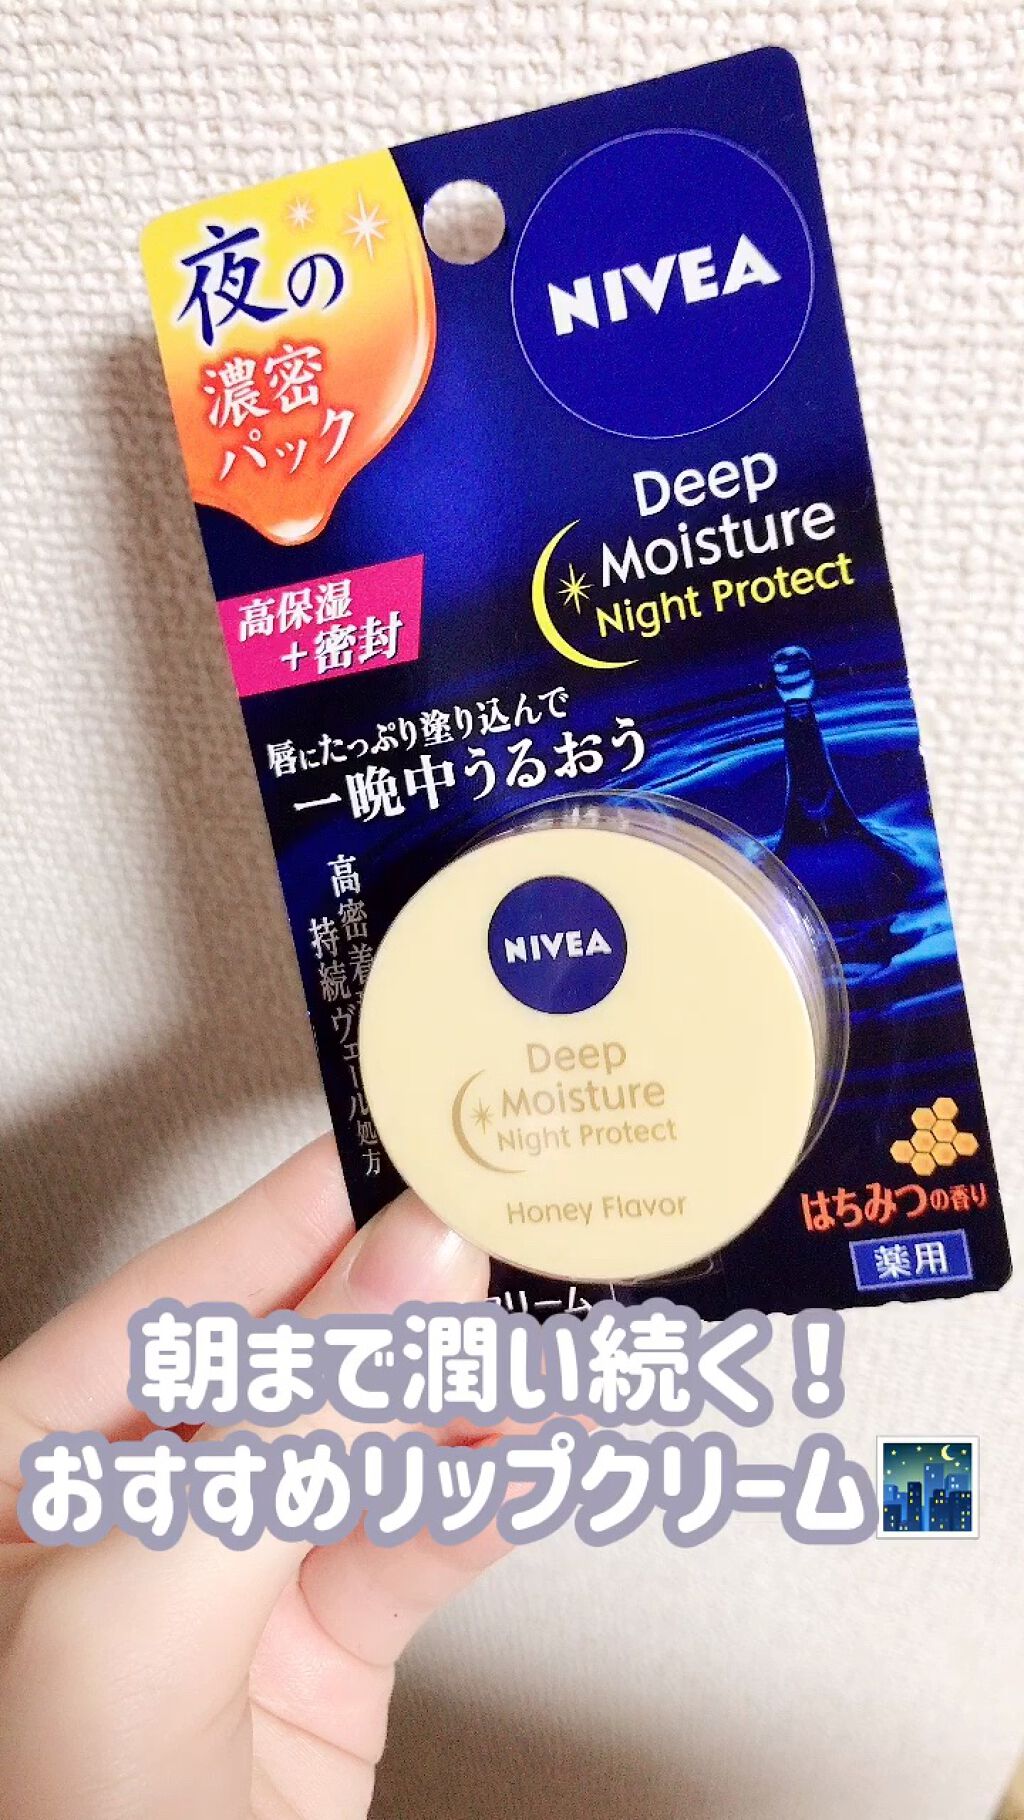 夜の
濃密
パック
NIVEA
Deep
Moisture
Night Protect
高保湿
+密封
唇にたっぷり塗り込んで
一晩中うるおう
高密着
持続ヴェール処方
NIVEA
Deep
Moisture
Night Protect
Honey Flavor
はちみつの香り
薬用
朝まで潤い続く！
おすすめリップクリーム